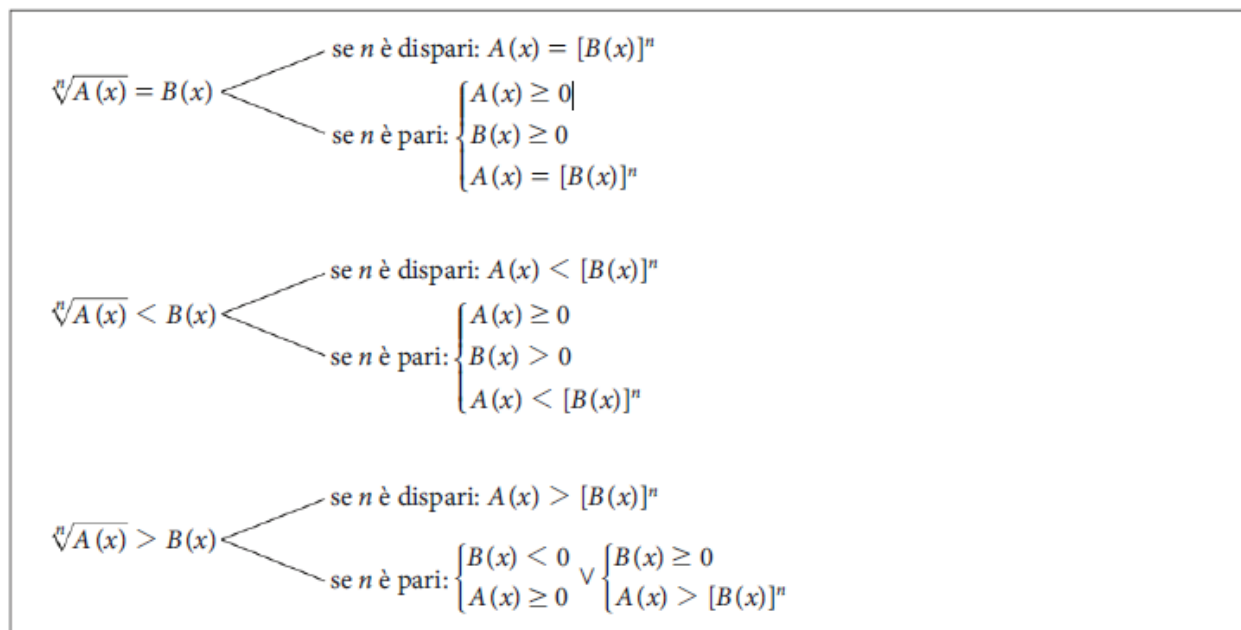 se n è dispari: A(x) = [B(x)]ⁿ
ⁿ√A(x) = B(x)
se n è pari: { A(x) ≥ 0
B(x) ≥ 0
A(x) = [B(x)]ⁿ
se n è dispari: A(x) < [B(x)]ⁿ
ⁿ√A(x) < B(x)
se n è pari: { A(x) ≥ 0
B(x) > 0
A(x) < [B(x)]ⁿ
se n è dispari: A(x) > [B(x)]ⁿ
ⁿ√A(x) > B(x)
se n è pari: { B(x) < 0 ∨ { B(x) ≥ 0
A(x) ≥ 0 A(x) > [B(x)]ⁿ